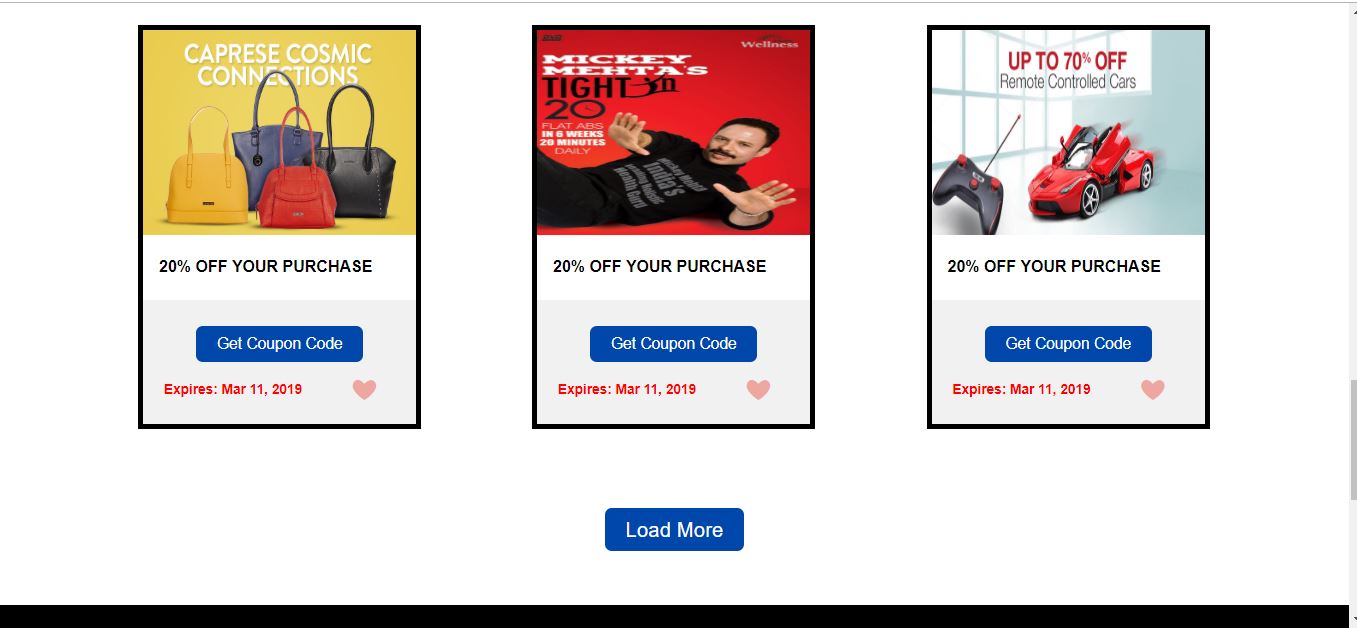 CAPRESE COSMIC
CONNECTIONS
20% OFF YOUR PURCHASE
Get Coupon Code
Expires: Mar 11, 2019
DVD
Wellness
MICKEY
MEHTA'S
TIGHT in
20
FLAT ABS
IN 6 WEEKS
20 MINUTES
DAILY
20% OFF YOUR PURCHASE
Get Coupon Code
Expires: Mar 11, 2019
UP TO 70% OFF
Remote Controlled Cars
20% OFF YOUR PURCHASE
Get Coupon Code
Expires: Mar 11, 2019
Load More